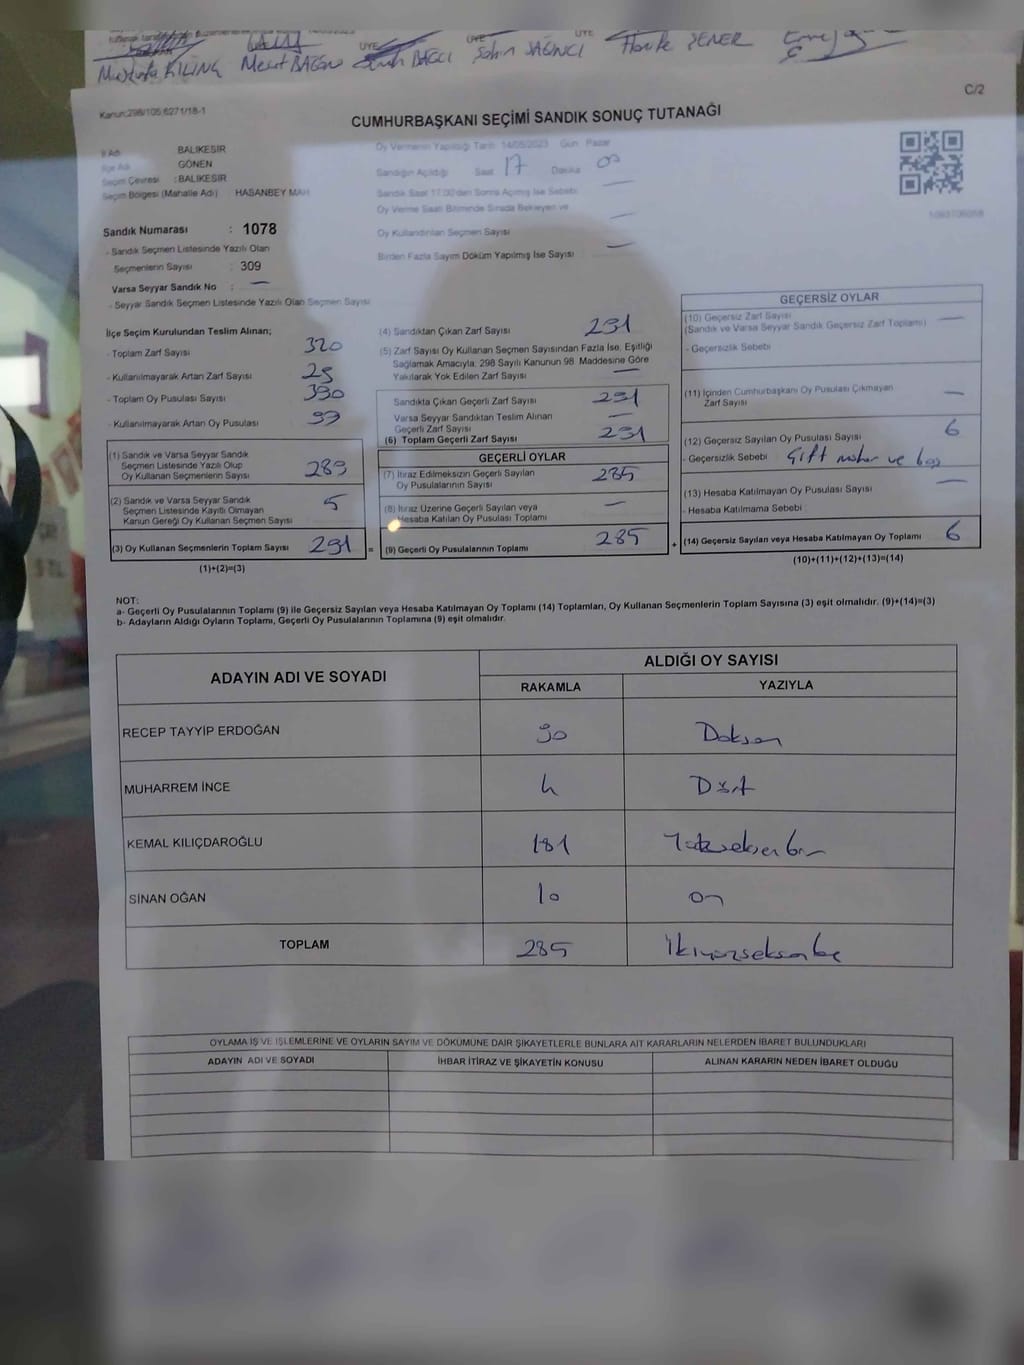 Mustafa KILINÇ
UYE
UYE
UYE
BAĞCI
Şahin SAĞINCI
ŞENER
C/2
Kanun:298/105;6271/18-1
CUMHURBAŞKANI SEÇİMİ SANDIK SONUÇ TUTANAĞI
İl Adı BALIKESİR
İlçe Adı GÖNEN
Seçim Çevresi : BALIKESİR
Seçim Bölgesi (Mahalle Adı) HASANBEY MAH
Oy Vermenin Yapıldığı Tarih 14/05/2023 Gün Pazar
Sandığın Açıldığı Saat 17 Dakika 00
Sandık Saat 17:00'den Sonra Açılmış İse Sebebi
Oy Verme Saati Bitiminde Sırada Bekleyen ve
Oy Kullandırılan Seçmen Sayısı
Birden Fazla Sayım Döküm Yapılmış İse Sayısı
Sandık Numarası : 1078
- Sandık Seçmen Listesinde Yazılı Olan
Seçmenlerin Sayısı : 309
Varsa Seyyar Sandık No : —
- Seyyar Sandık Seçmen Listesinde Yazılı Olan Seçmen Sayısı
İlçe Seçim Kurulundan Teslim Alınan;
- Toplam Zarf Sayısı 320
- Kullanılmayarak Artan Zarf Sayısı
- Toplam Oy Pusulası Sayısı
- Kullanılmayarak Artan Oy Pusulası
(1) Sandık ve Varsa Seyyar Sandık
Seçmen Listesinde Yazılı Olup
Oy Kullanan Seçmenlerin Sayısı
(2) Sandık ve Varsa Seyyar Sandık
Seçmen Listesinde Kayıtlı Olmayan
Kanun Gereği Oy Kullanan Seçmen Sayısı 5
(3) Oy Kullanan Seçmenlerin Toplam Sayısı 291 =
(1)+(2)=(3)
(4) Sandıktan Çıkan Zarf Sayısı 291
(5) Zarf Sayısı Oy Kullanan Seçmen Sayısından Fazla İse, Eşitliği
Sağlamak Amacıyla, 298 Sayılı Kanunun 98. Maddesine Göre
Yakılarak Yok Edilen Zarf Sayısı —
Sandıkta Çıkan Geçerli Zarf Sayısı 291
Varsa Seyyar Sandıktan Teslim Alınan
Geçerli Zarf Sayısı —
(6) Toplam Geçerli Zarf Sayısı 291
GEÇERLİ OYLAR
(7) İtiraz Edilmeksizin Geçerli Sayılan
Oy Pusulalarının Sayısı 285
(8) İtiraz Üzerine Geçerli Sayılan veya
Hesaba Katılan Oy Pusulası Toplamı —
(9) Geçerli Oy Pusulalarının Toplamı 285 +
GEÇERSİZ OYLAR
(10) Geçersiz Zarf Sayısı —
(Sandık ve Varsa Seyyar Sandık Geçersiz Zarf Toplamı)
- Geçersizlik Sebebi
(11) İçinden Cumhurbaşkanı Oy Pusulası Çıkmayan
Zarf Sayısı —
(12) Geçersiz Sayılan Oy Pusulası Sayısı 6
- Geçersizlik Sebebi Çift mühür ve boş
(13) Hesaba Katılmayan Oy Pusulası Sayısı —
- Hesaba Katılmama Sebebi
(14) Geçersiz Sayılan veya Hesaba Katılmayan Oy Toplamı 6
(10)+(11)+(12)+(13)=(14)
NOT:
a- Geçerli Oy Pusulalarının Toplamı (9) ile Geçersiz Sayılan veya Hesaba Katılmayan Oy Toplamı (14) Toplamları, Oy Kullanan Seçmenlerin Toplam Sayısına (3) eşit olmalıdır. (9)+(14)=(3)
b- Adayların Aldığı Oyların Toplamı, Geçerli Oy Pusulalarının Toplamına (9) eşit olmalıdır.
ADAYIN ADI VE SOYADI ALDIĞI OY SAYISI
RAKAMLA YAZIYLA
RECEP TAYYİP ERDOĞAN 90 Doksan
MUHARREM İNCE 4 Dört
KEMAL KILIÇDAROĞLU 181 Yüzseksenbir
SİNAN OĞAN 10 on
TOPLAM 285 İkiyüzseksenbeş
OYLAMA İŞ VE İŞLEMLERİNE VE OYLARIN SAYIM VE DÖKÜMÜNE DAİR ŞİKAYETLERLE BUNLARA AİT KARARLARIN NELERDEN İBARET BULUNDUKLARI
ADAYIN ADI VE SOYADI İHBAR İTİRAZ VE ŞİKAYETİN KONUSU ALINAN KARARIN NEDEN İBARET OLDUĞU